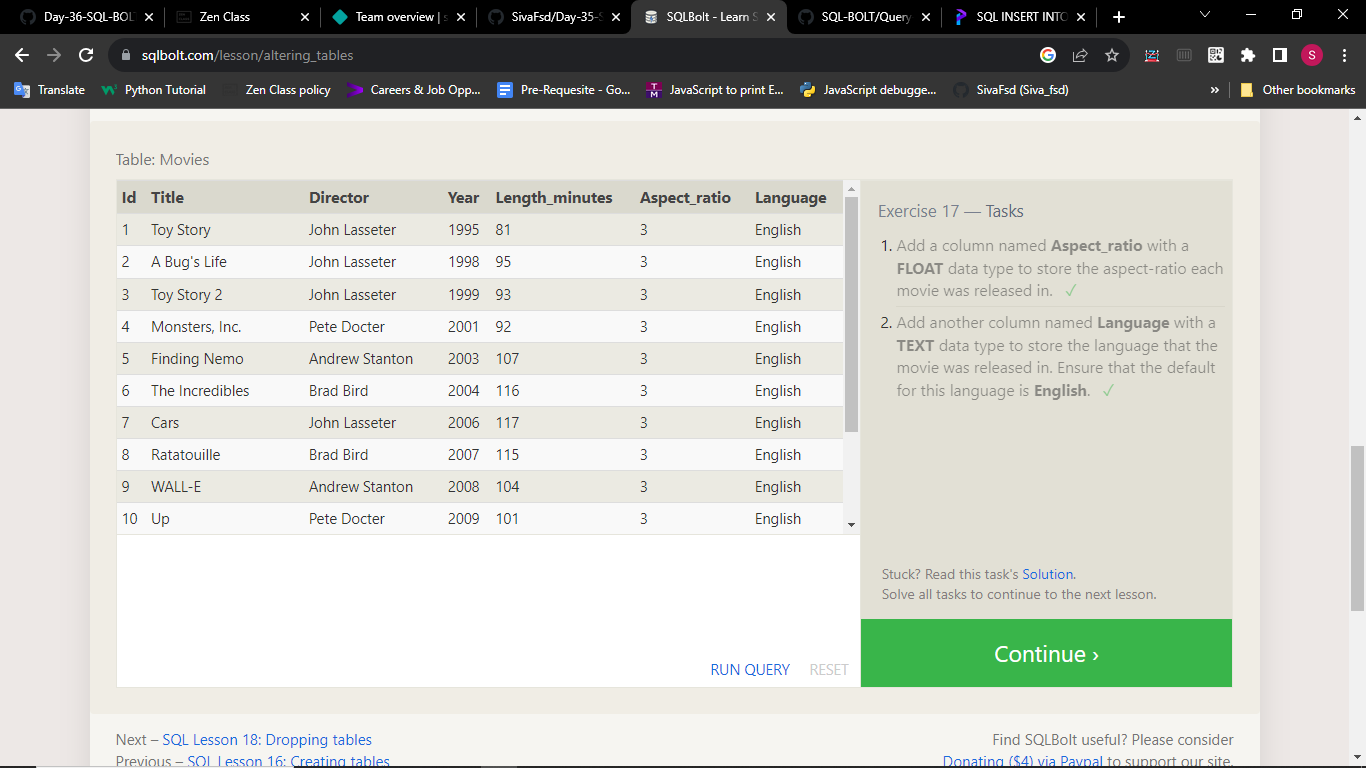 Day-36-SQL-BOL
Zen Class
Team overview | s
SivaFsd/Day-35-S
SQLBolt - Learn S
SQL-BOLT/Query
SQL INSERT INTO
sqlbolt.com/lesson/altering_tables
S
Translate
Python Tutorial
Zen Class policy
Careers & Job Opp...
Pre-Requesite - Go...
JavaScript to print E...
JavaScript debugge...
SivaFsd (Siva_fsd)
»
Other bookmarks
Table: Movies
Id Title Director Year Length_minutes Aspect_ratio Language
1 Toy Story John Lasseter 1995 81 3 English
2 A Bug's Life John Lasseter 1998 95 3 English
3 Toy Story 2 John Lasseter 1999 93 3 English
4 Monsters, Inc. Pete Docter 2001 92 3 English
5 Finding Nemo Andrew Stanton 2003 107 3 English
6 The Incredibles Brad Bird 2004 116 3 English
7 Cars John Lasseter 2006 117 3 English
8 Ratatouille Brad Bird 2007 115 3 English
9 WALL-E Andrew Stanton 2008 104 3 English
10 Up Pete Docter 2009 101 3 English
RUN QUERY RESET
Exercise 17 — Tasks
1. Add a column named Aspect_ratio with a
FLOAT data type to store the aspect-ratio each
movie was released in. ✓
2. Add another column named Language with a
TEXT data type to store the language that the
movie was released in. Ensure that the default
for this language is English. ✓
Stuck? Read this task's Solution.
Solve all tasks to continue to the next lesson.
Continue ›
Next – SQL Lesson 18: Dropping tables
Previous – SQL Lesson 16: Creating tables
Find SQLBolt useful? Please consider
Donating ($4) via Paypal to support our site.